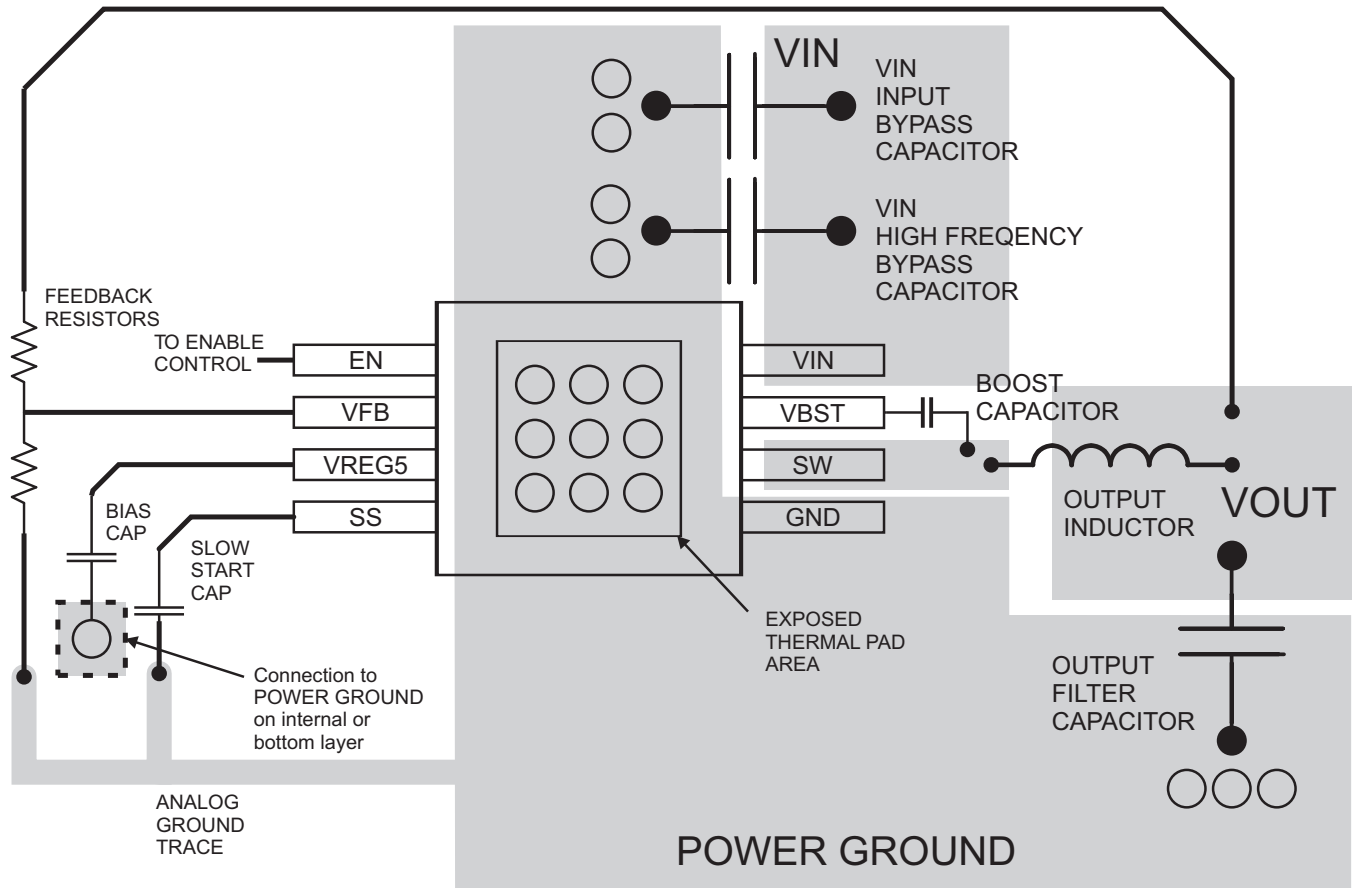 VIN
VIN
INPUT
BYPASS
CAPACITOR
VIN
HIGH FREQENCY
BYPASS
CAPACITOR
FEEDBACK
RESISTORS
TO ENABLE
CONTROL
EN
VFB
VREG5
SS
VIN
VBST
SW
GND
BOOST
CAPACITOR
OUTPUT
INDUCTOR
VOUT
BIAS
CAP
SLOW
START
CAP
EXPOSED
THERMAL PAD
AREA
Connection to
POWER GROUND
on internal or
bottom layer
OUTPUT
FILTER
CAPACITOR
ANALOG
GROUND
TRACE
POWER GROUND